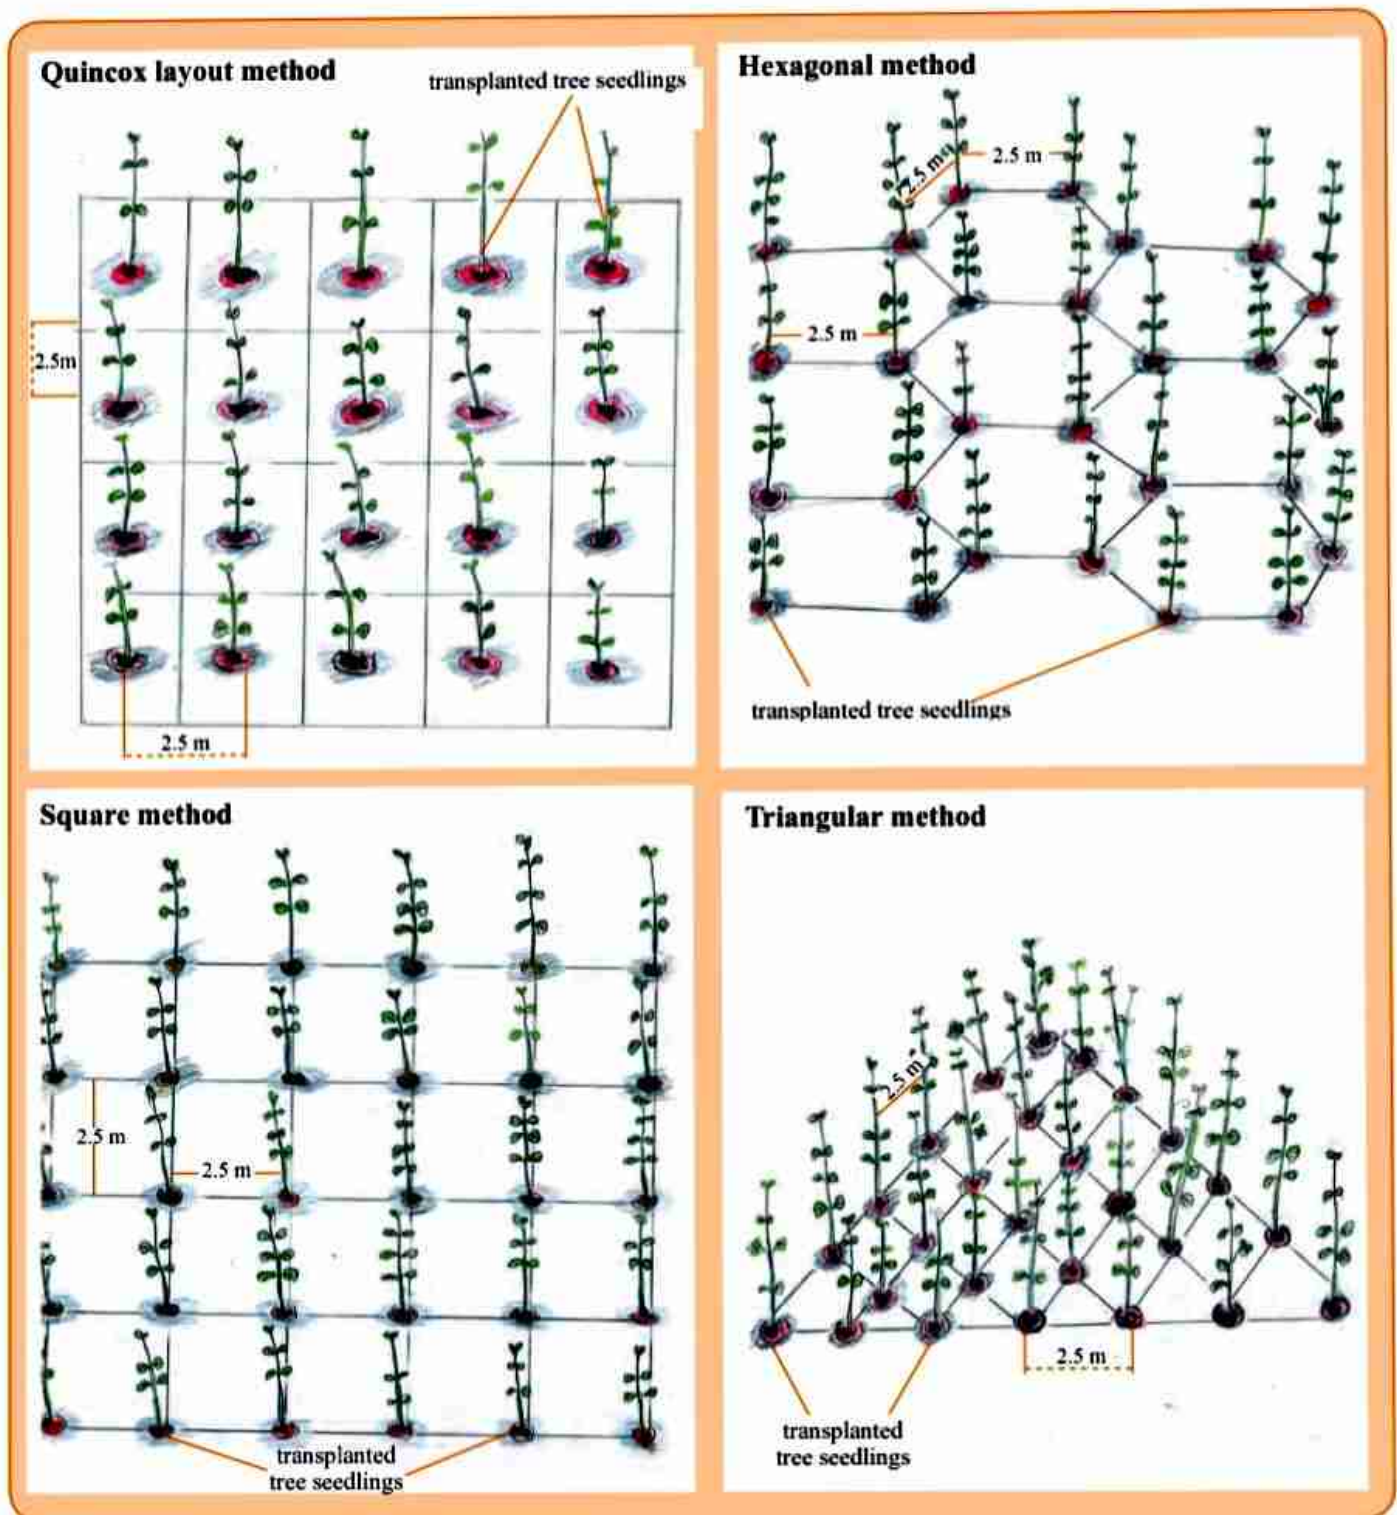 Quincox layout method
transplanted tree seedlings
2.5m
2.5 m
Hexagonal method
2.5 m
2.5 m
2.5 m
transplanted tree seedlings
Square method
2.5 m
2.5 m
transplanted
tree seedlings
Triangular method
2.5 m
2.5 m
transplanted
tree seedlings